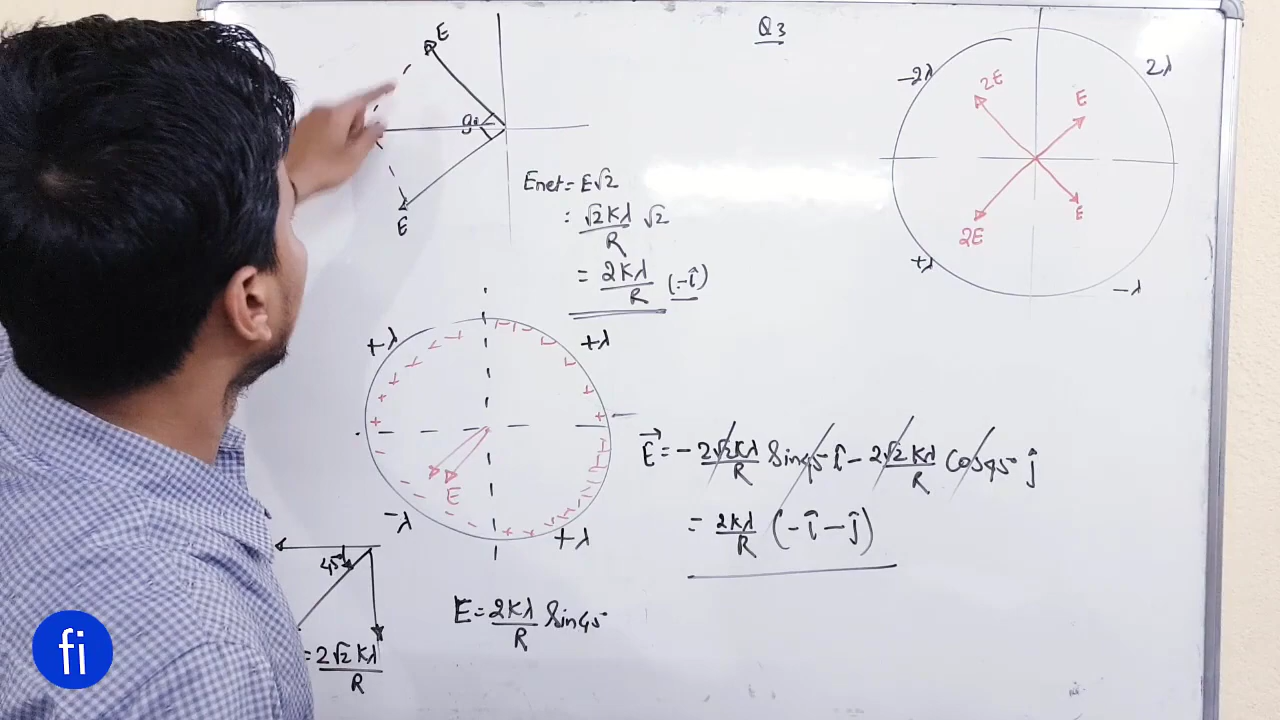 E
90
E
Enet = E√2
= √2Kλ/R √2
= 2Kλ/R (-î)
Q3
-2λ
2λ
2E
E
2E
E
+λ
-λ
+λ
+λ
E
-λ
+λ
E⃗ = - 2√2Kλ/R Sin45° î - 2√2Kλ/R Cos45° ĵ
= 2Kλ/R (-î - ĵ)
45°
= 2√2Kλ/R
E = 2Kλ/R Sin45°
fi